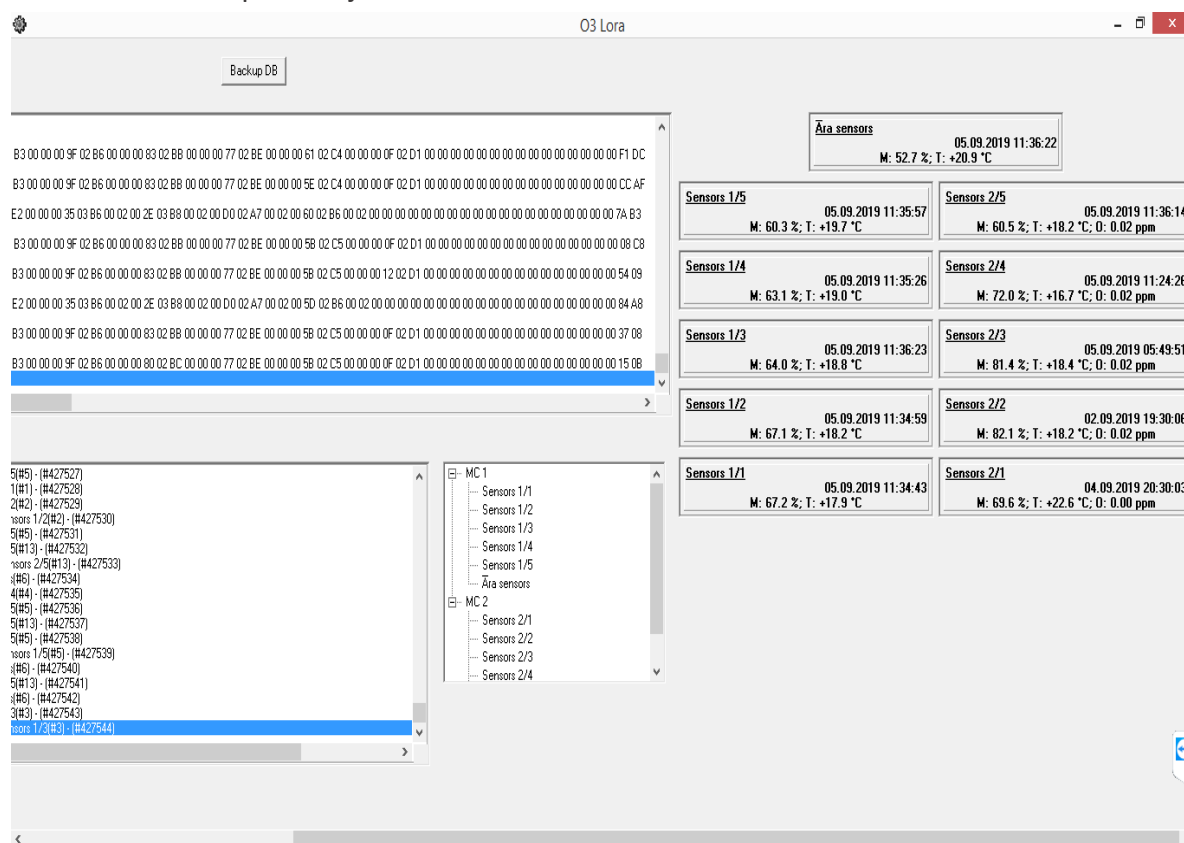 O3 Lora
Backup DB
B3 00 00 00 9F 02 B6 00 00 00 83 02 BB 00 00 00 77 02 BE 00 00 00 61 02 C4 00 00 00 0F 02 D1 00 00 00 00 00 00 00 00 00 00 00 00 00 00 00 F1 DC
B3 00 00 00 9F 02 B6 00 00 00 83 02 BB 00 00 00 77 02 BE 00 00 00 5E 02 C4 00 00 00 0F 02 D1 00 00 00 00 00 00 00 00 00 00 00 00 00 00 00 CC AF
E2 00 00 00 35 03 B6 00 02 00 2E 03 B8 00 02 00 D0 02 A7 00 02 00 60 02 B6 00 02 00 00 00 00 00 00 00 00 00 00 00 00 00 00 00 00 00 00 00 7A B3
B3 00 00 00 9F 02 B6 00 00 00 83 02 BB 00 00 00 77 02 BE 00 00 00 5B 02 C5 00 00 00 0F 02 D1 00 00 00 00 00 00 00 00 00 00 00 00 00 00 00 08 C8
B3 00 00 00 9F 02 B6 00 00 00 83 02 BB 00 00 00 77 02 BE 00 00 00 5B 02 C5 00 00 00 12 02 D1 00 00 00 00 00 00 00 00 00 00 00 00 00 00 00 54 09
E2 00 00 00 35 03 B6 00 02 00 2E 03 B8 00 02 00 D0 02 A7 00 02 00 5D 02 B6 00 02 00 00 00 00 00 00 00 00 00 00 00 00 00 00 00 00 00 00 00 84 A8
B3 00 00 00 9F 02 B6 00 00 00 83 02 BB 00 00 00 77 02 BE 00 00 00 5B 02 C5 00 00 00 0F 02 D1 00 00 00 00 00 00 00 00 00 00 00 00 00 00 00 37 08
B3 00 00 00 9F 02 B6 00 00 00 80 02 BC 00 00 00 77 02 BE 00 00 00 5B 02 C5 00 00 00 0F 02 D1 00 00 00 00 00 00 00 00 00 00 00 00 00 00 00 15 0B
5(#5) - (#427527)
1(#1) - (#427528)
2(#2) - (#427529)
nsors 1/2(#2) - (#427530)
5(#5) - (#427531)
5(#13) - (#427532)
nsors 2/5(#13) - (#427533)
(#6) - (#427534)
4(#4) - (#427535)
5(#5) - (#427536)
5(#13) - (#427537)
5(#5) - (#427538)
nsors 1/5(#5) - (#427539)
(#6) - (#427540)
5(#13) - (#427541)
(#6) - (#427542)
3(#3) - (#427543)
nsors 1/3(#3) - (#427544)
MC 1
Sensors 1/1
Sensors 1/2
Sensors 1/3
Sensors 1/4
Sensors 1/5
Āra sensors
MC 2
Sensors 2/1
Sensors 2/2
Sensors 2/3
Sensors 2/4
Āra sensors
05.09.2019 11:36:22
M: 52.7 %; T: +20.9 °C
Sensors 1/5
05.09.2019 11:35:57
M: 60.3 %; T: +19.7 °C
Sensors 2/5
05.09.2019 11:36:14
M: 60.5 %; T: +18.2 °C; O: 0.02 ppm
Sensors 1/4
05.09.2019 11:35:26
M: 63.1 %; T: +19.0 °C
Sensors 2/4
05.09.2019 11:24:26
M: 72.0 %; T: +16.7 °C; O: 0.02 ppm
Sensors 1/3
05.09.2019 11:36:23
M: 64.0 %; T: +18.8 °C
Sensors 2/3
05.09.2019 05:49:51
M: 81.4 %; T: +18.4 °C; O: 0.02 ppm
Sensors 1/2
05.09.2019 11:34:59
M: 67.1 %; T: +18.2 °C
Sensors 2/2
02.09.2019 19:30:06
M: 82.1 %; T: +18.2 °C; O: 0.02 ppm
Sensors 1/1
05.09.2019 11:34:43
M: 67.2 %; T: +17.9 °C
Sensors 2/1
04.09.2019 20:30:03
M: 69.6 %; T: +22.6 °C; O: 0.00 ppm